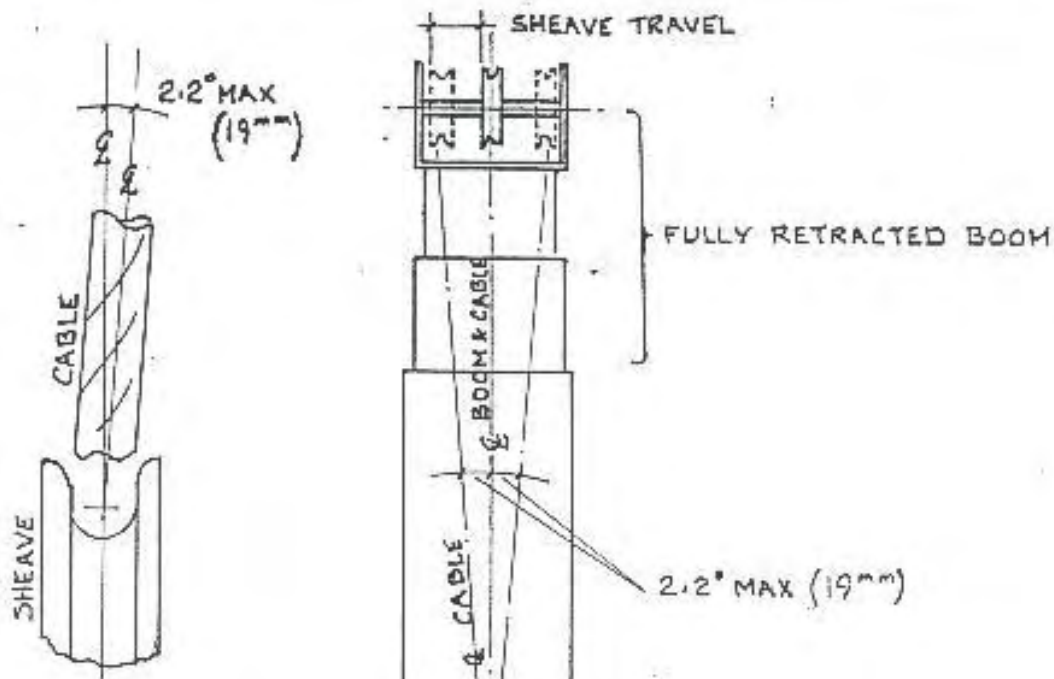 SHEAVE TRAVEL
2.2° MAX
(19mm)
℄
℄
FULLY RETRACTED BOOM
CABLE
BOOM & CABLE
℄
SHEAVE
CABLE
℄
2.2° MAX (19mm)